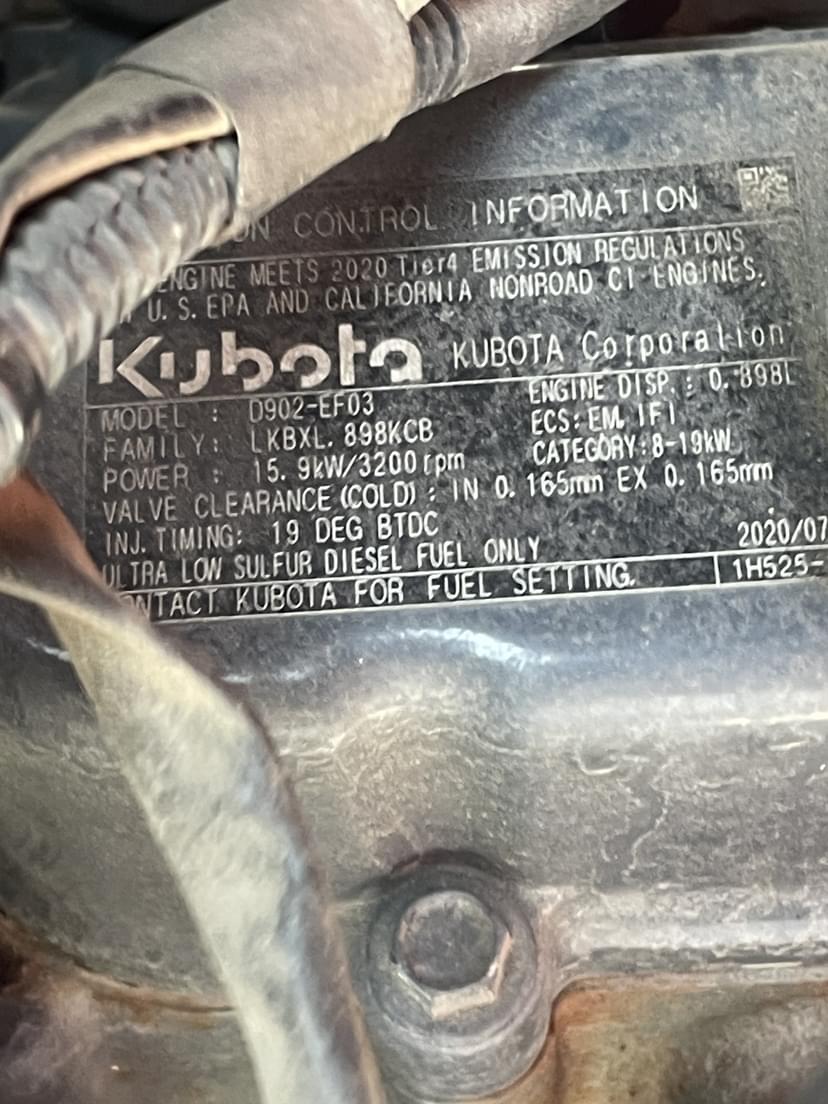 ON CONTROL INFORMATION
ENGINE MEETS 2020 Tier4 EMISSION REGULATIONS
U.S. EPA AND CALIFORNIA NONROAD CI ENGINES.
Kubota KUBOTA Corporation
MODEL : D902-EF03 ENGINE DISP.: 0.898L
FAMILY: LKBXL.898KCB ECS: EM, IFI
POWER : 15.9kW/3200rpm CATEGORY:8-19kW
VALVE CLEARANCE (COLD) : IN 0.165mm EX 0.165mm
INJ. TIMING: 19 DEG BTDC
ULTRA LOW SULFUR DIESEL FUEL ONLY 2020/07
ONTACT KUBOTA FOR FUEL SETTING. 1H525-